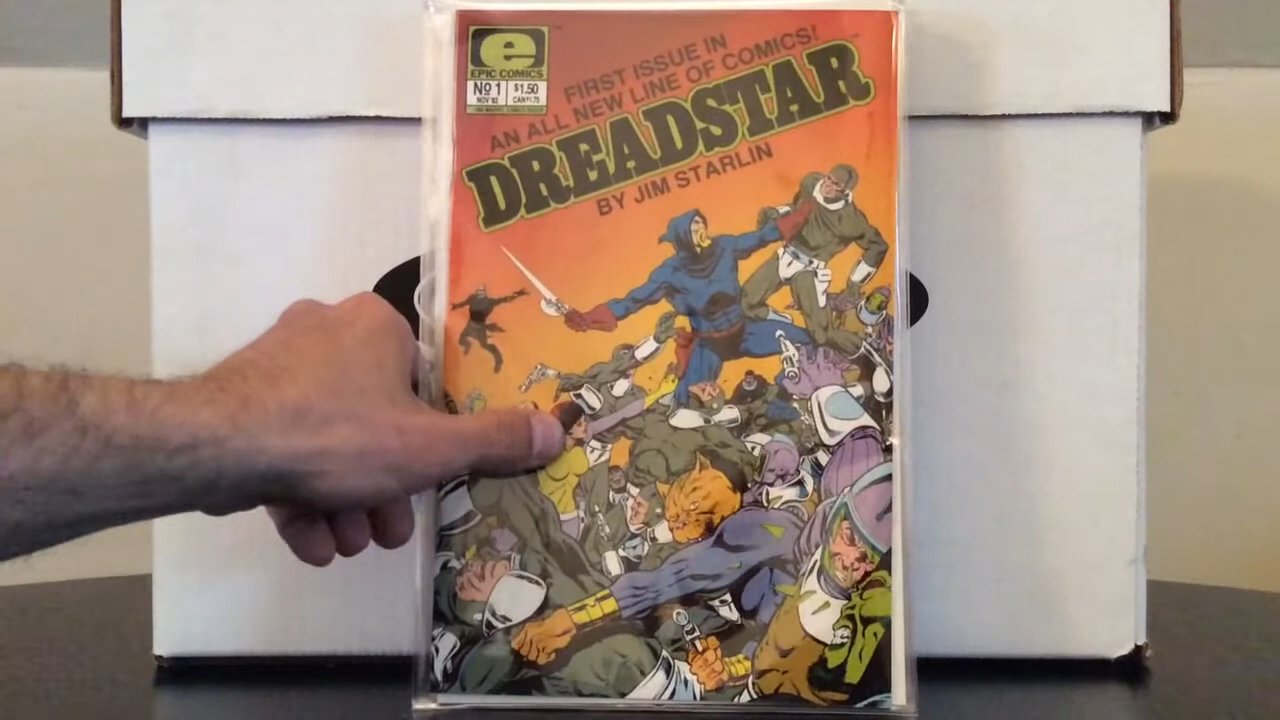 e
EPIC COMICS
No 1
NOV '82
$1.50
CAN $1.75
FIRST ISSUE IN
AN ALL NEW LINE OF COMICS!
DREADSTAR
BY JIM STARLIN